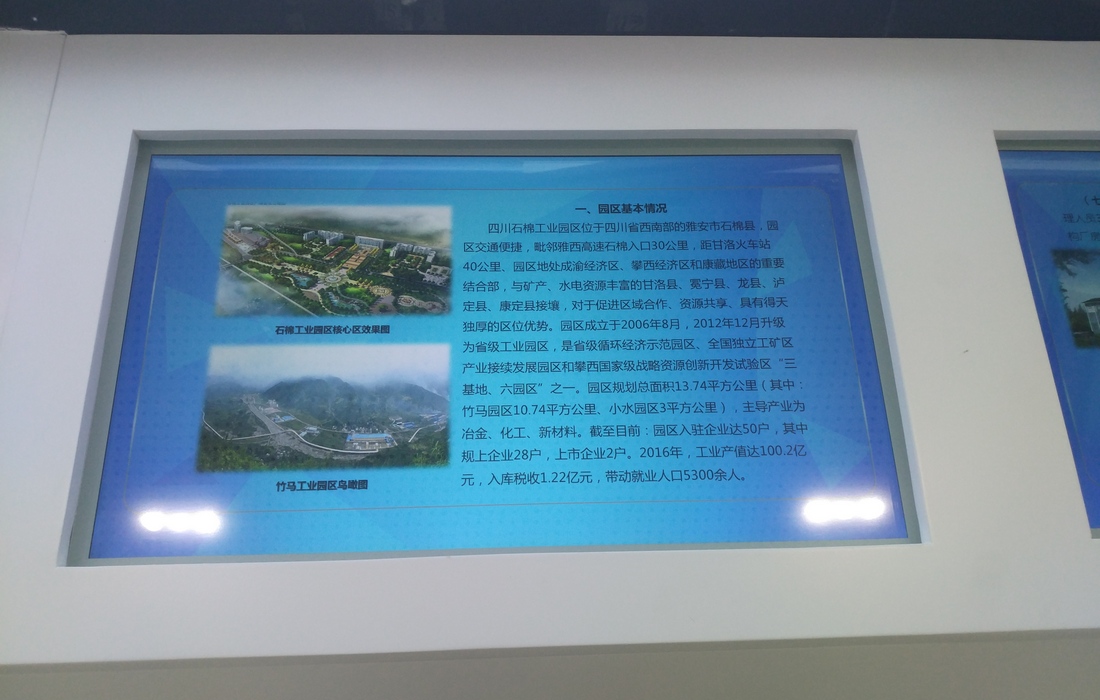 一、园区基本情况
四川石棉工业园区位于四川省西南部的雅安市石棉县，园
区交通便捷，毗邻雅西高速石棉入口30公里，距甘洛火车站
40公里、园区地处成渝经济区、攀西经济区和康藏地区的重要
结合部，与矿产、水电资源丰富的甘洛县、冕宁县、龙县、泸
定县、康定县接壤，对于促进区域合作、资源共享、具有得天
独厚的区位优势。园区成立于2006年8月，2012年12月升级
为省级工业园区，是省级循环经济示范园区、全国独立工矿区
产业接续发展园区和攀西国家级战略资源创新开发试验区“三
基地、六园区”之一。园区规划总面积13.74平方公里（其中：
竹马园区10.74平方公里、小水园区3平方公里），主导产业为
冶金、化工、新材料。截至目前：园区入驻企业达50户，其中
规上企业28户，上市企业2户。2016年，工业产值达100.2亿
元，入库税收1.22亿元，带动就业人口5300余人。
石棉工业园区核心区效果图
竹马工业园区鸟瞰图
（七